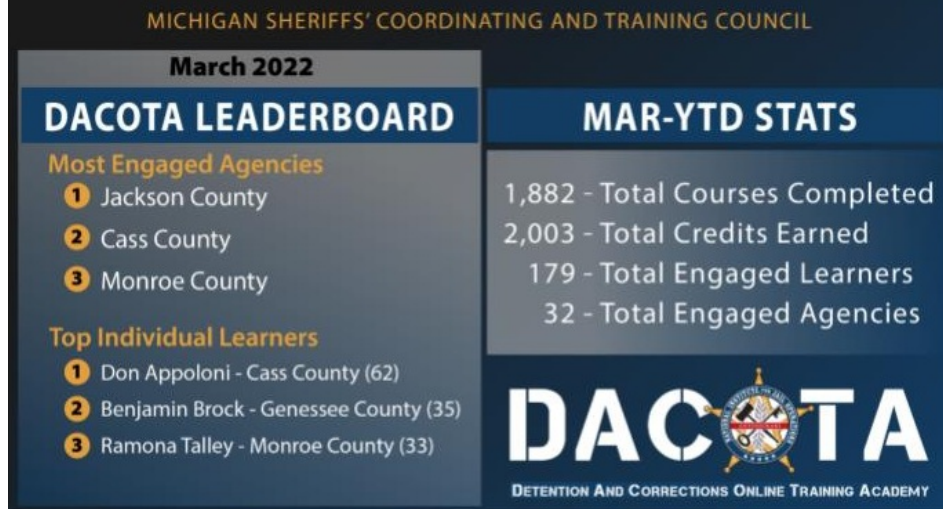 MICHIGAN SHERIFFS' COORDINATING AND TRAINING COUNCIL
March 2022
DACOTA LEADERBOARD
Most Engaged Agencies
1 Jackson County
2 Cass County
3 Monroe County
Top Individual Learners
1 Don Appoloni - Cass County (62)
2 Benjamin Brock - Genessee County (35)
3 Ramona Talley - Monroe County (33)
MAR-YTD STATS
1,882 - Total Courses Completed
2,003 - Total Credits Earned
179 - Total Engaged Learners
32 - Total Engaged Agencies
DACOTA
DETENTION AND CORRECTIONS ONLINE TRAINING ACADEMY